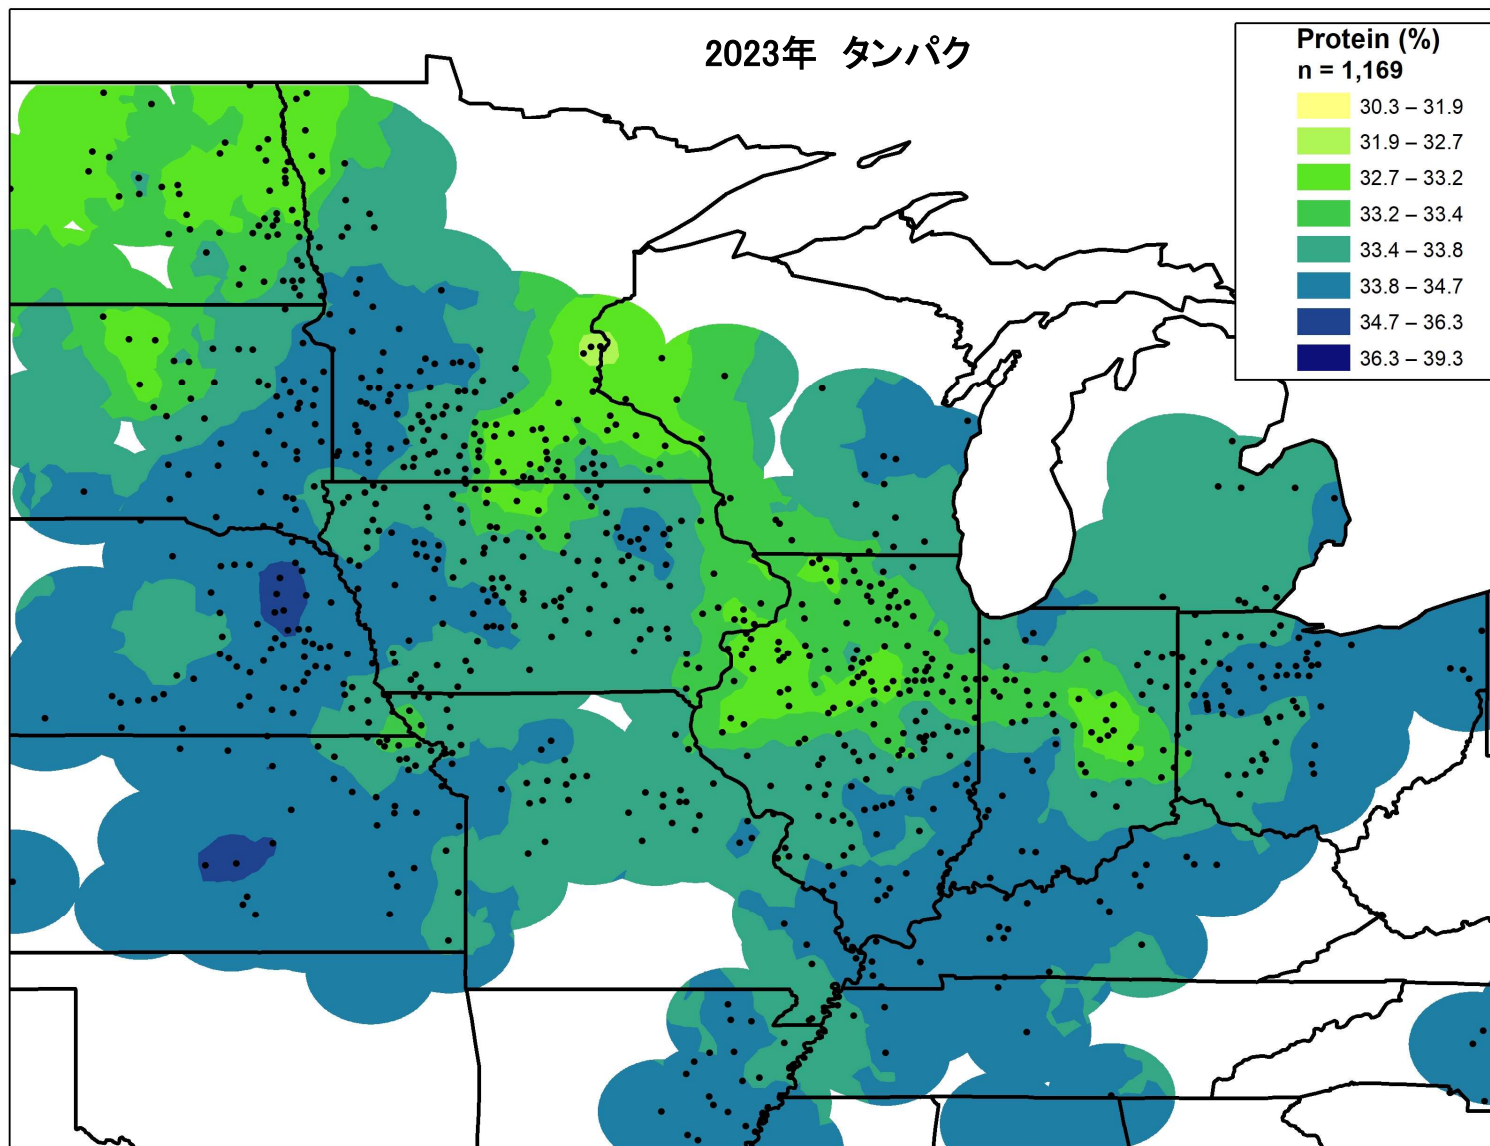 2023年 タンパク
Protein (%)
n = 1,169
30.3 – 31.9
31.9 – 32.7
32.7 – 33.2
33.2 – 33.4
33.4 – 33.8
33.8 – 34.7
34.7 – 36.3
36.3 – 39.3